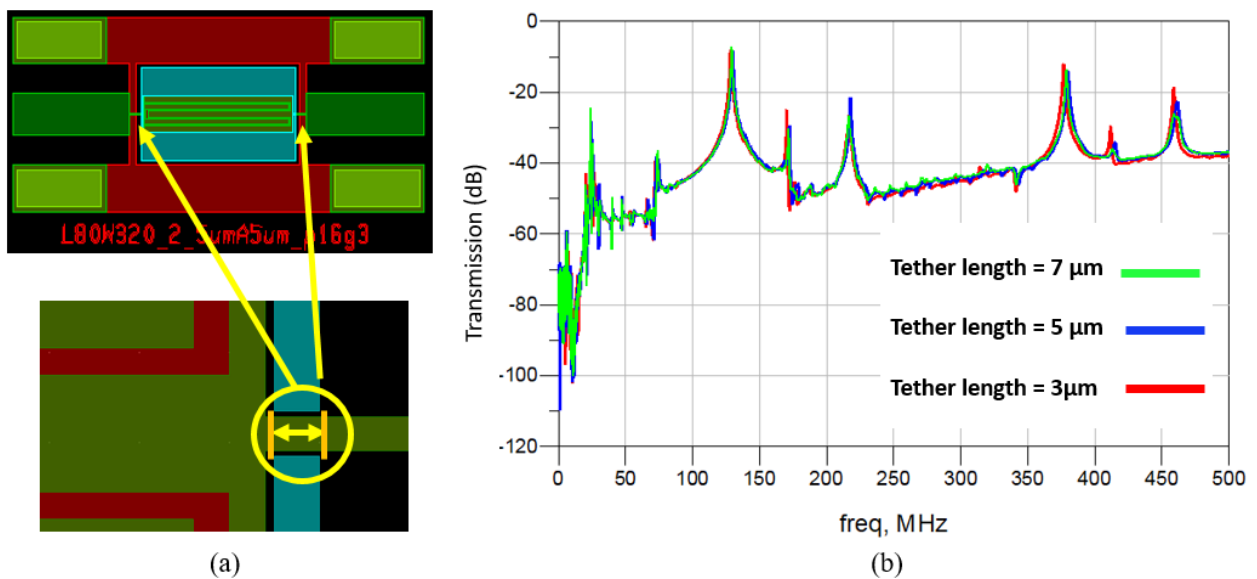 (a)
0
-20
-40
-60
-80
-100
-120
Transmission (dB)
Tether length = 7 μm
Tether length = 5 μm
Tether length = 3μm
0 50 100 150 200 250 300 350 400 450 500
freq, MHz
(b)